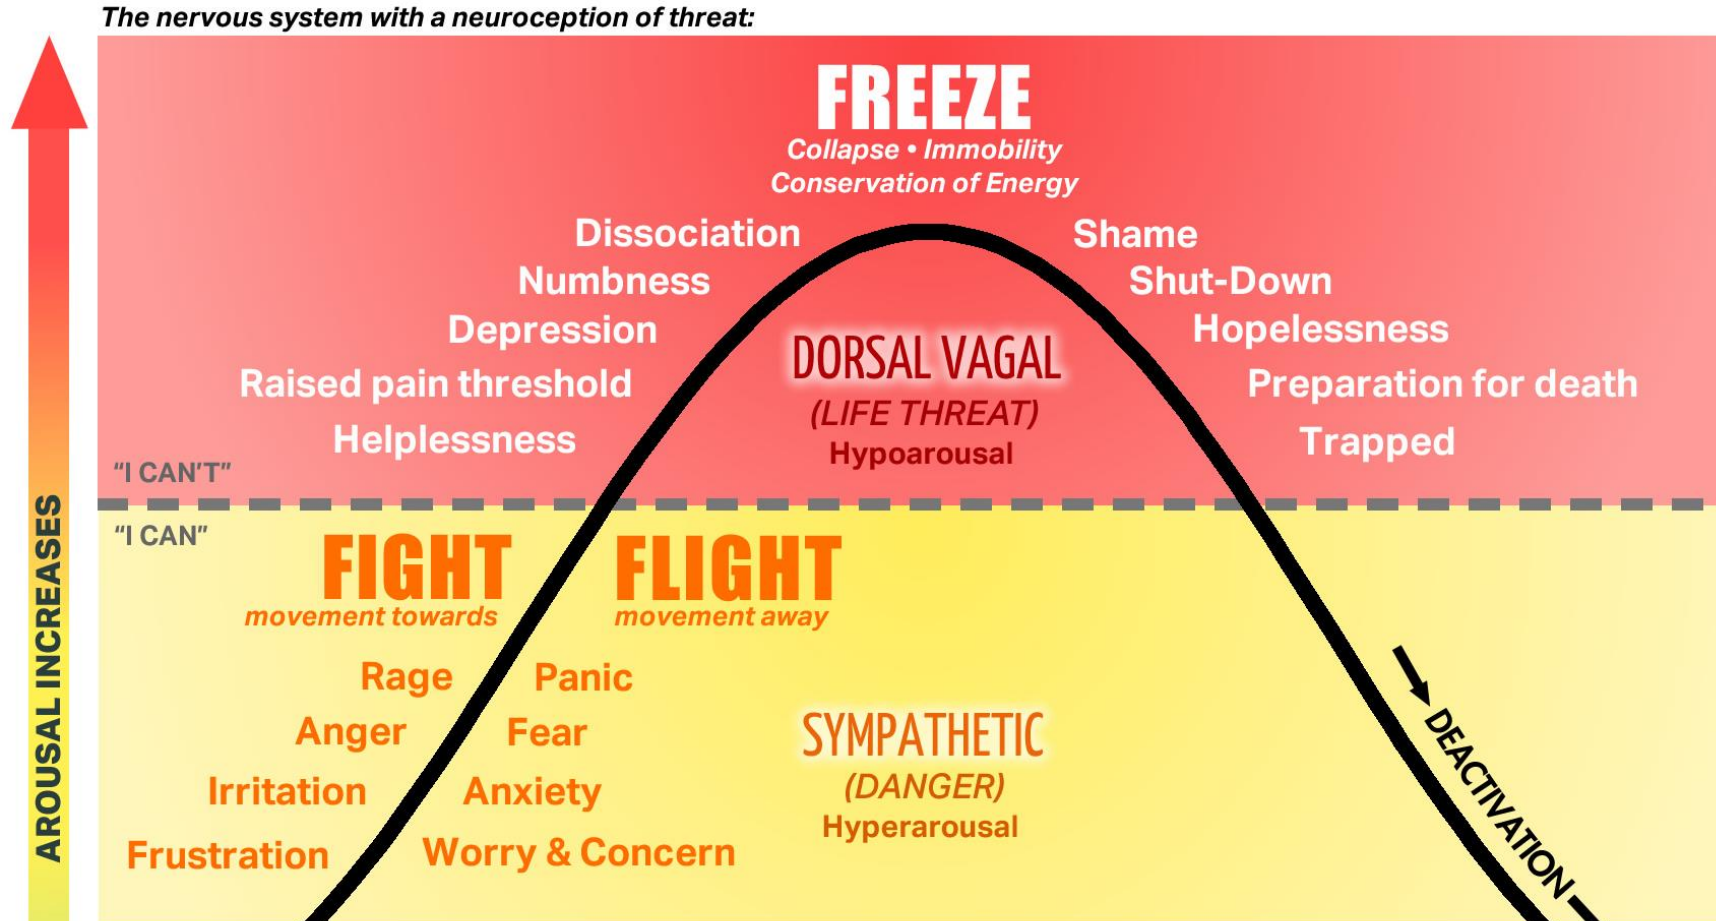 The nervous system with a neuroception of threat:
FREEZE
Collapse • Immobility
Conservation of Energy
Dissociation
Numbness
Depression
Raised pain threshold
Helplessness
Shame
Shut-Down
Hopelessness
Preparation for death
Trapped
DORSAL VAGAL
(LIFE THREAT)
Hypoarousal
“I CAN’T”
“I CAN”
FIGHT
movement towards
Rage
Anger
Irritation
Frustration
FLIGHT
movement away
Panic
Fear
Anxiety
Worry & Concern
SYMPATHETIC
(DANGER)
Hyperarousal
AROUSAL INCREASES
DEACTIVATION